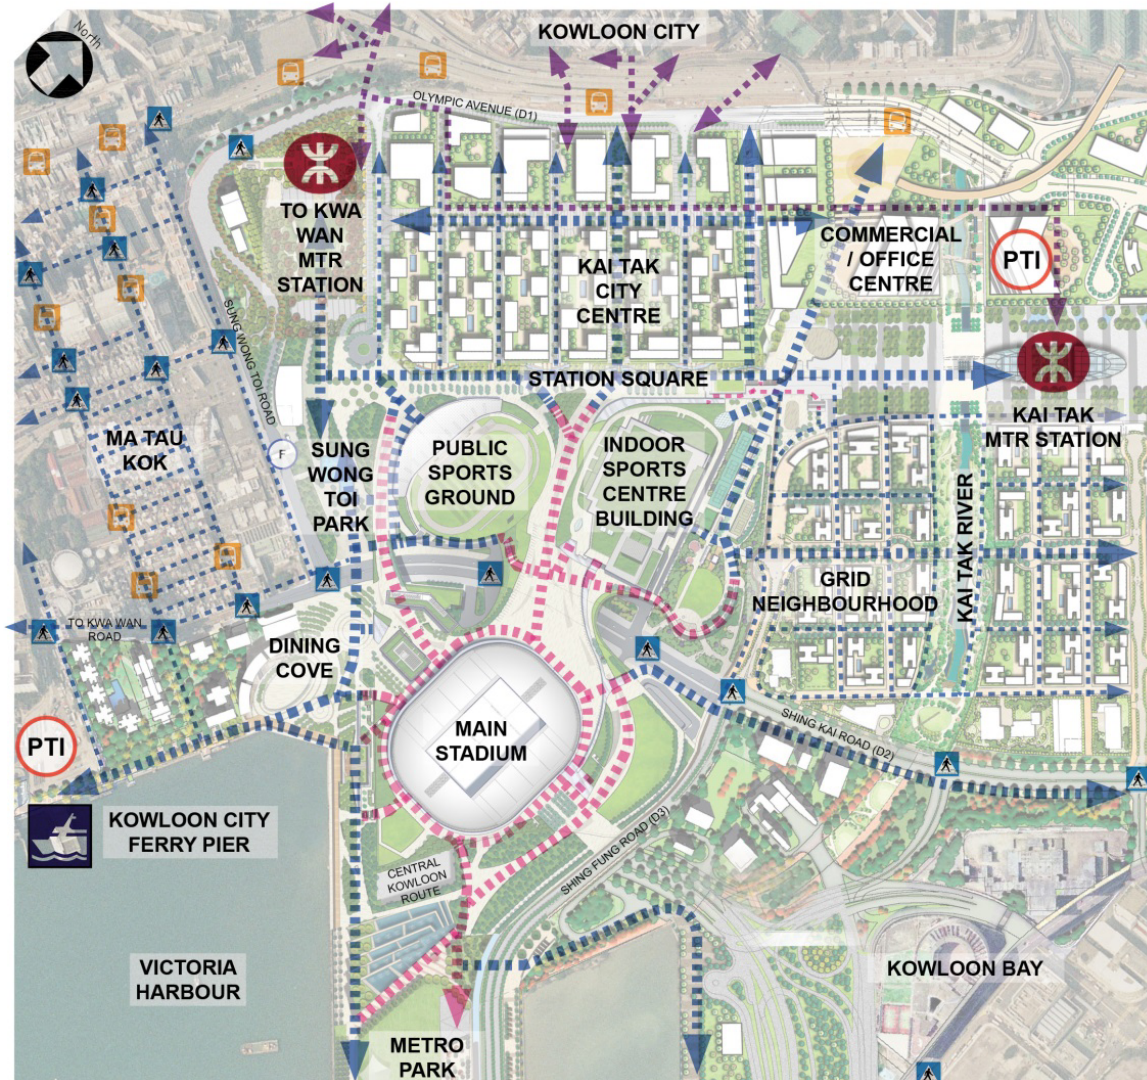 North
KOWLOON CITY
OLYMPIC AVENUE (D1)
TO KWA
WAN
MTR
STATION
KAI TAK
CITY
CENTRE
COMMERCIAL
/ OFFICE
CENTRE
PTI
SUNG WONG TOI ROAD
STATION SQUARE
KAI TAK
MTR STATION
MA TAU
KOK
F
SUNG
WONG
TOI
PARK
PUBLIC
SPORTS
GROUND
INDOOR
SPORTS
CENTRE
BUILDING
KAI TAK RIVER
GRID
NEIGHBOURHOOD
TO KWA WAN
ROAD
DINING
COVE
PTI
MAIN
STADIUM
SHING KAI ROAD (D2)
KOWLOON CITY
FERRY PIER
SHING FUNG ROAD (D3)
CENTRAL
KOWLOON
ROUTE
VICTORIA
HARBOUR
KOWLOON BAY
METRO
PARK